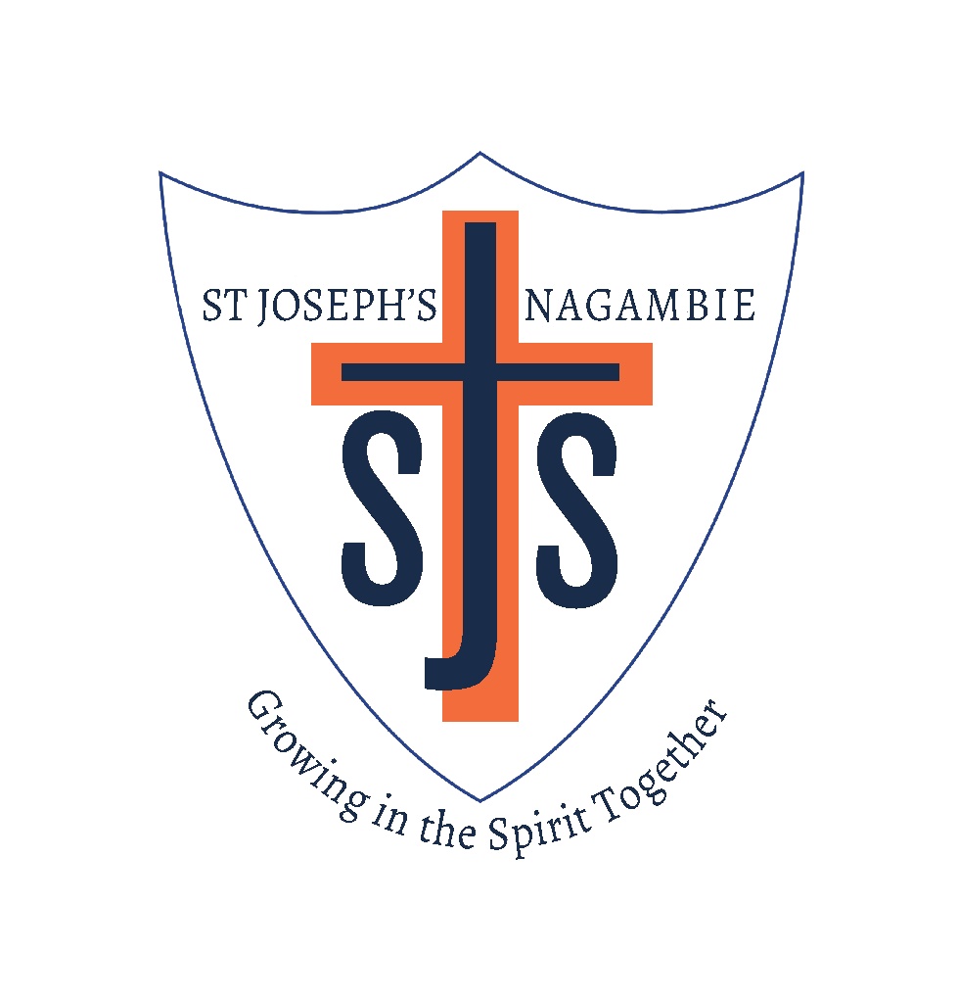 ST JOSEPH'S NAGAMBIE
SJS
Growing in the Spirit Together